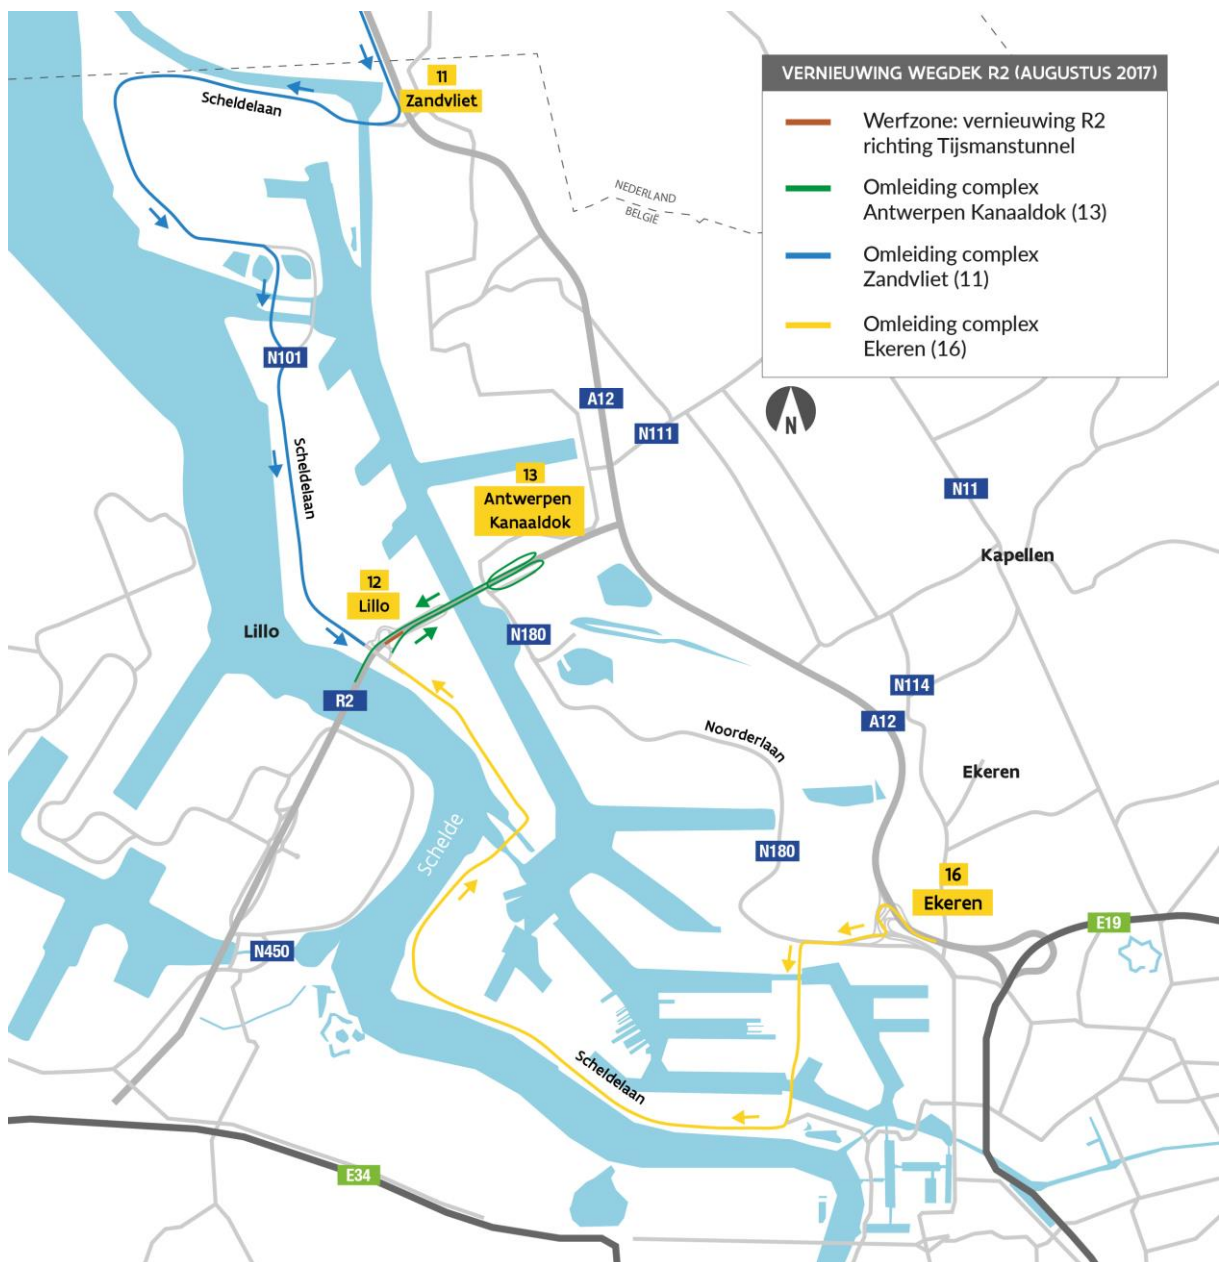 11
Zandvliet
Scheldelaan
VERNIEUWING WEGDEK R2 (AUGUSTUS 2017)
Werfzone: vernieuwing R2
richting Tijsmanstunnel
Omleiding complex
Antwerpen Kanaaldok (13)
Omleiding complex
Zandvliet (11)
Omleiding complex
Ekeren (16)
NEDERLAND
BELGIË
N
N101
A12
N111
Scheldelaan
13
Antwerpen
Kanaaldok
N11
Kapellen
12
Lillo
Lillo
N180
R2
N114
A12
Noorderlaan
Ekeren
Schelde
N180
16
Ekeren
E19
N450
Scheldelaan
E34